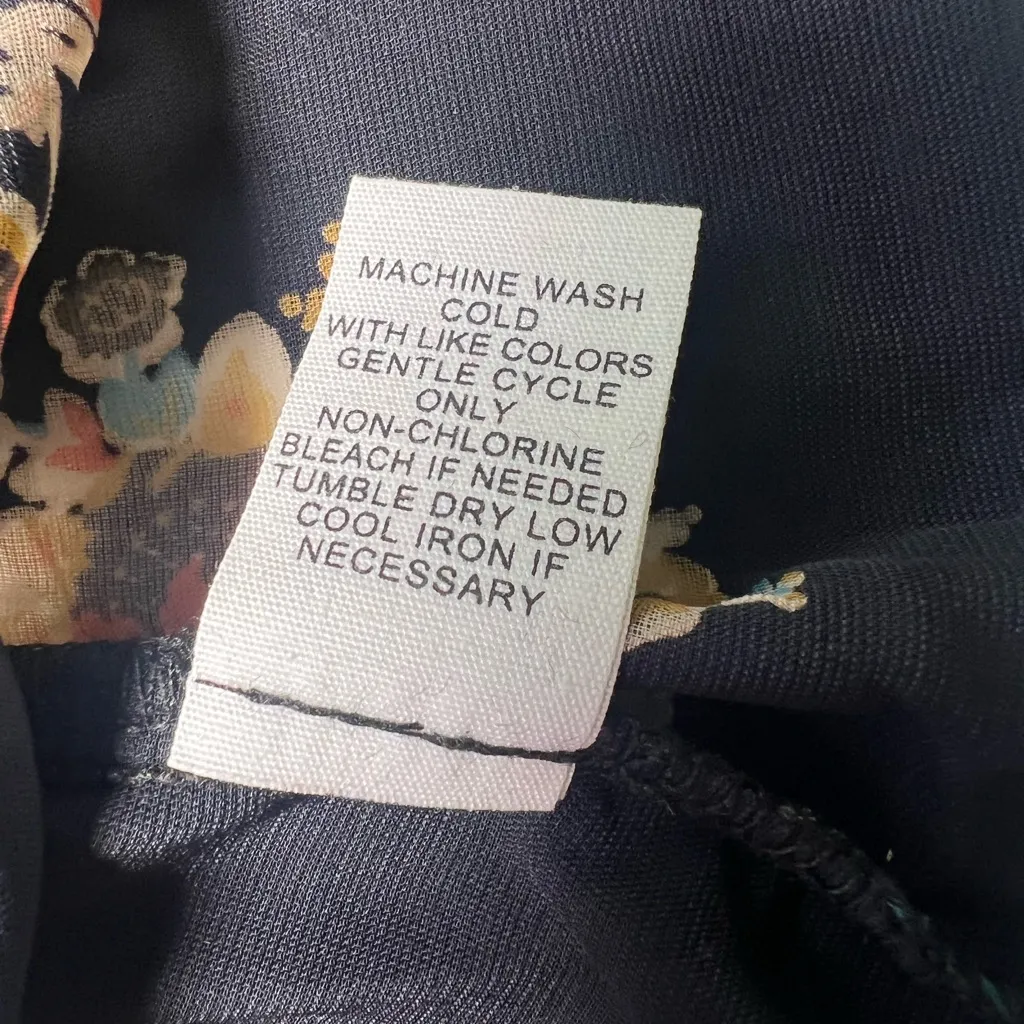 MACHINE WASH
COLD
WITH LIKE COLORS
GENTLE CYCLE
ONLY
NON-CHLORINE
BLEACH IF NEEDED
TUMBLE DRY LOW
COOL IRON IF
NECESSARY